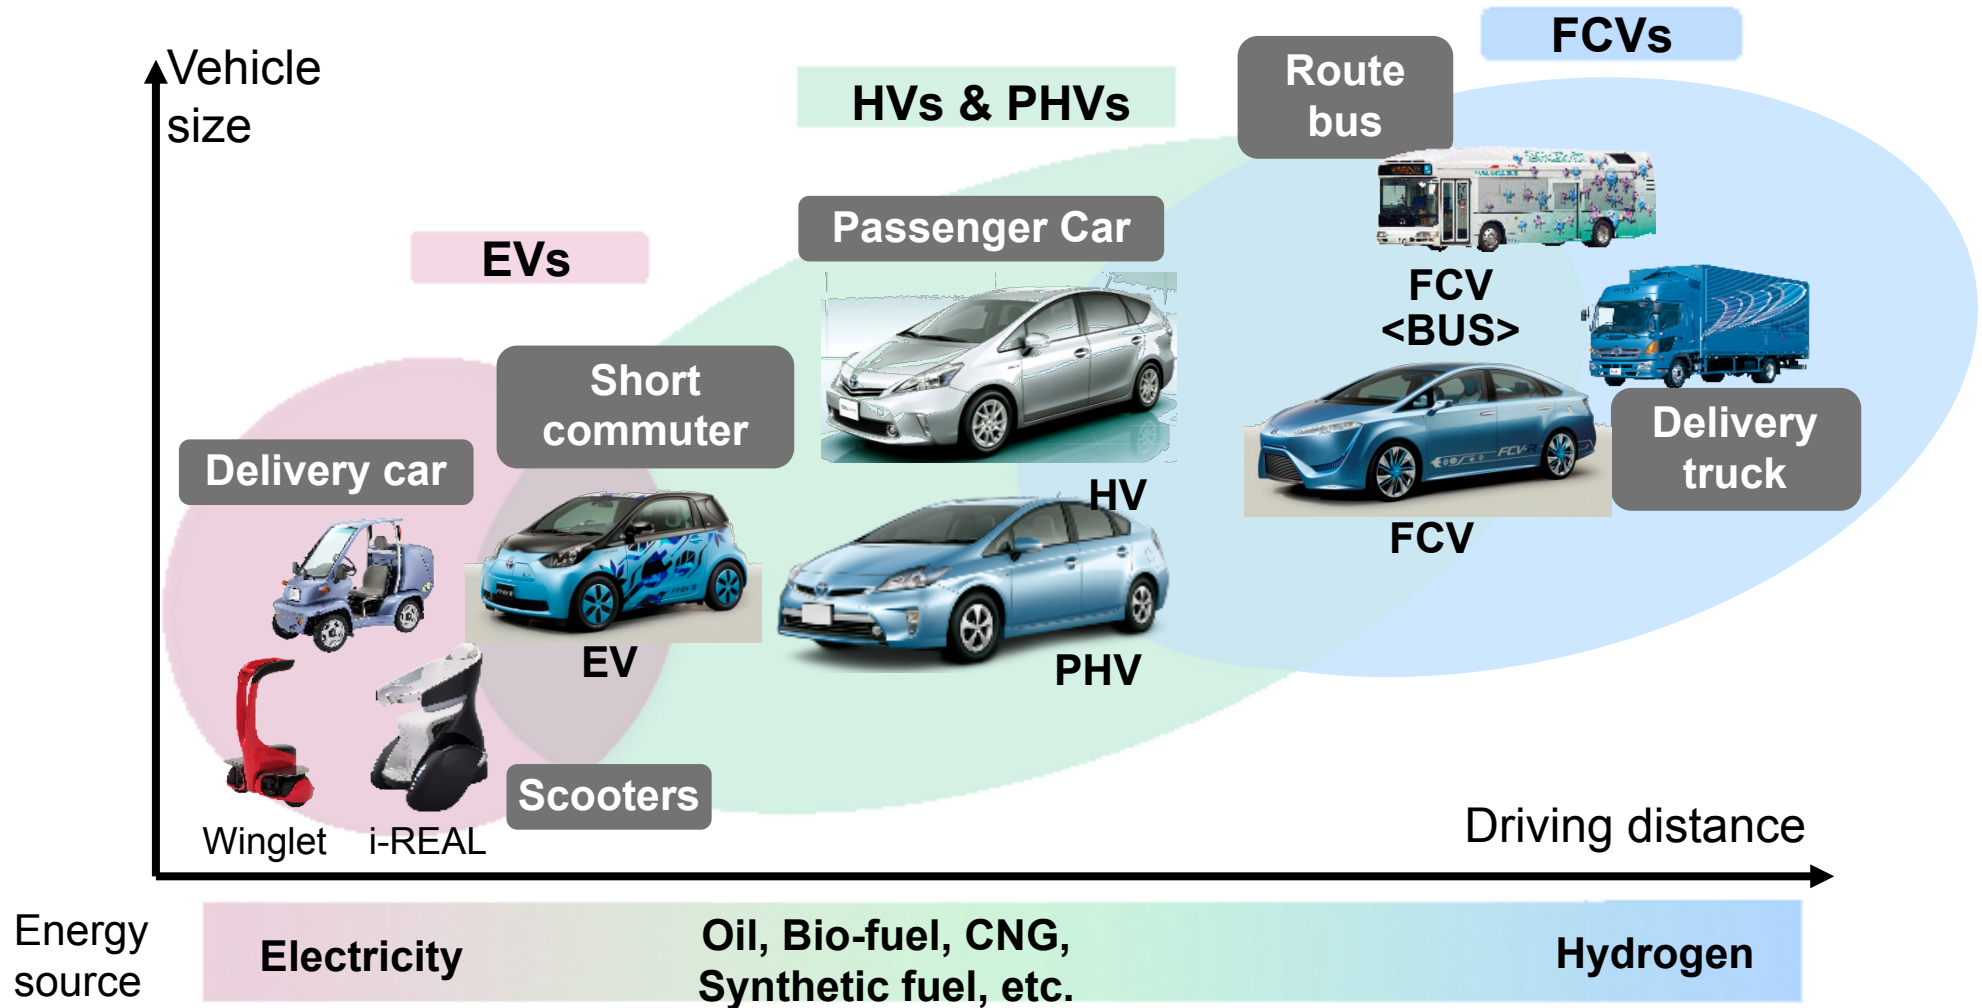 FCVs
Vehicle
size
HVs & PHVs
Route
bus
Passenger Car
EVs
FCV
<BUS>
Short
commuter
Delivery car
Delivery
truck
HV
FCV-R
FCV
EV
PHV
Scooters
Winglet
i-REAL
Driving distance
Energy
source
Electricity
Oil, Bio-fuel, CNG,
Synthetic fuel, etc.
Hydrogen